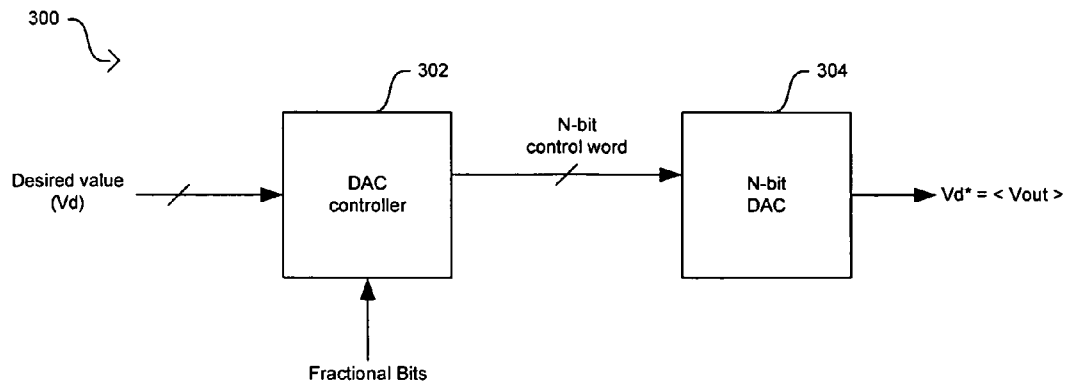 300
302
304
Desired value
(Vd)
DAC
controller
N-bit
control word
N-bit
DAC
Vd* = < Vout >
Fractional Bits